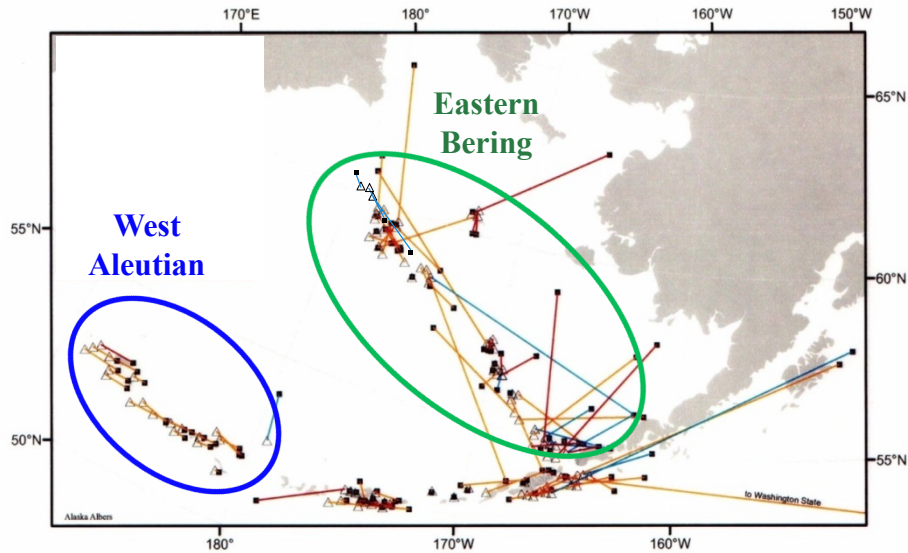 170°E 180° 170°W 160°W 150°W
65°N
Eastern
Bering
55°N
West
Aleutian
60°N
50°N
55°N
to Washington State
Alaska Albers
180° 170°W 160°W